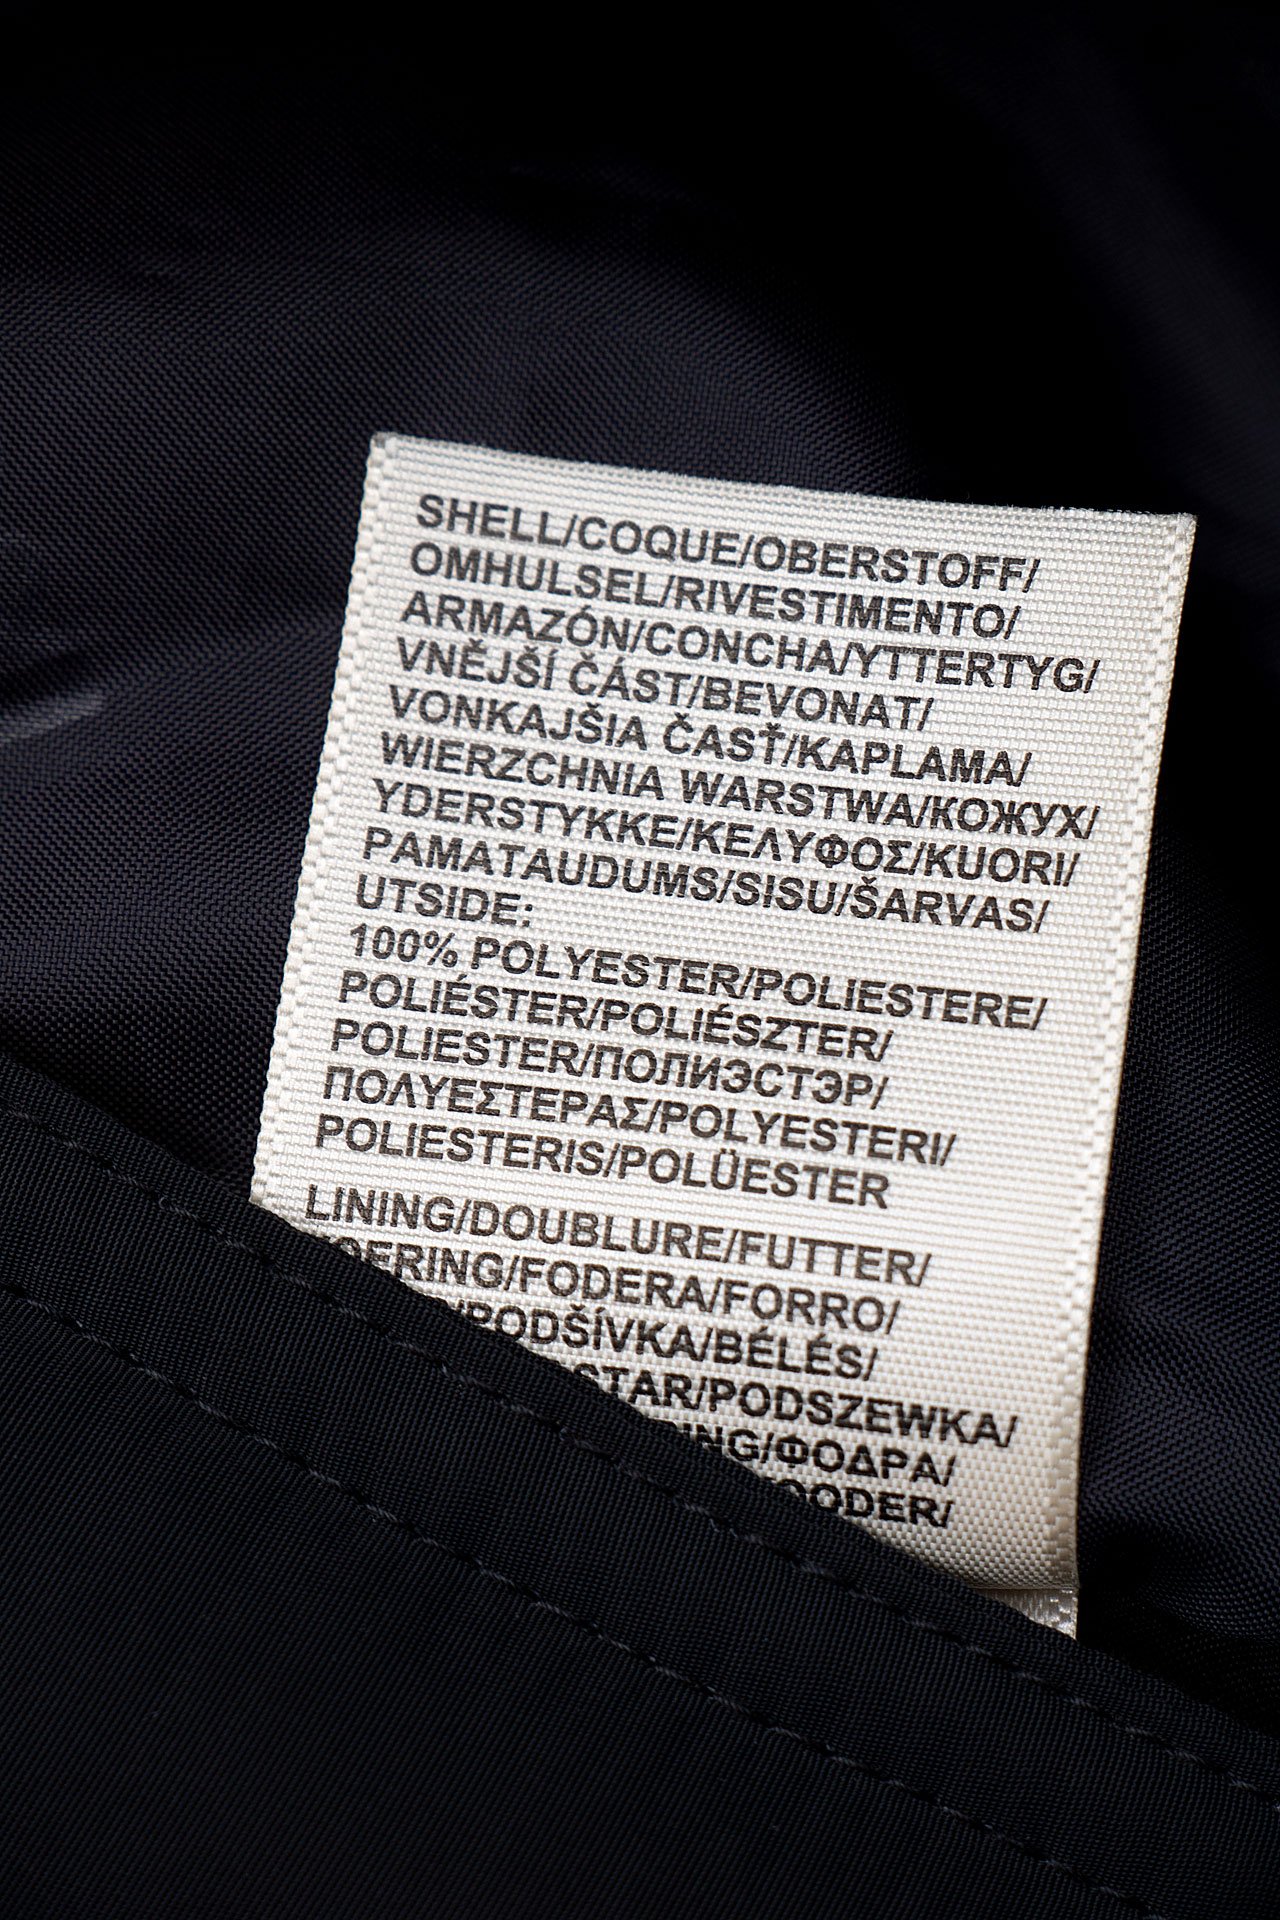 SHELL/COQUE/OBERSTOFF/
OMHULSEL/RIVESTIMENTO/
ARMAZÓN/CONCHA/YTTERTYG/
VNĚJŠÍ ČÁST/BEVONAT/
VONKAJŠIA ČASŤ/KAPLAMA/
WIERZCHNIA WARSTWA/КОЖУХ/
YDERSTYKKE/ΚΕΛΥΦΟΣ/KUORI/
PAMATAUDUMS/SISU/ŠARVAS/
UTSIDE:
100% POLYESTER/POLIESTERE/
POLIÉSTER/POLIÉSZTER/
POLIESTER/ПОЛИЭСТЭР/
ΠΟΛΥΕΣΤΕΡΑΣ/POLYESTERI/
POLIESTERIS/POLÜESTER
LINING/DOUBLURE/FUTTER/
/FODERA/FORRO/
/PODŠÍVKA/BÉLÉS/
/PODSZEWKA/
/ΦΟΔΡΑ/